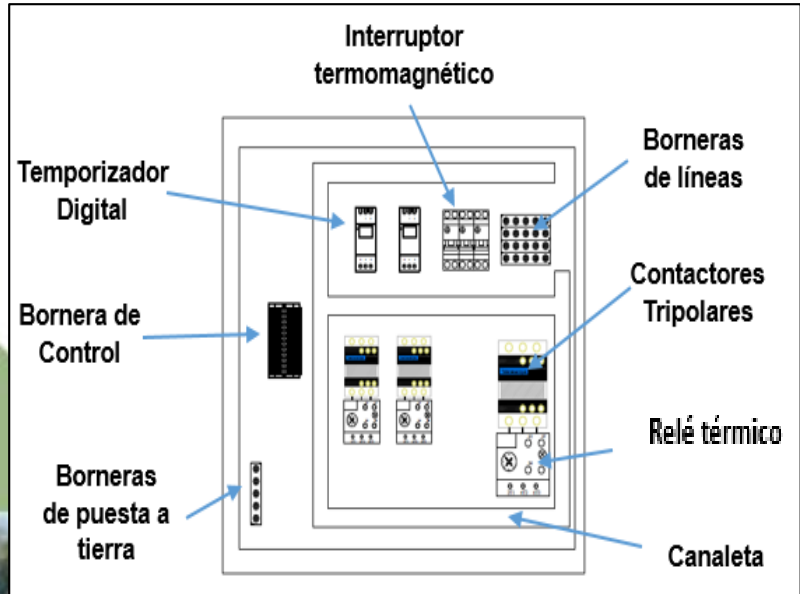 Interruptor
termomagnético
Temporizador
Digital
Borneras
de líneas
Contactores
Tripolares
Bornera de
Control
Relé térmico
Borneras
de puesta a
tierra
Canaleta